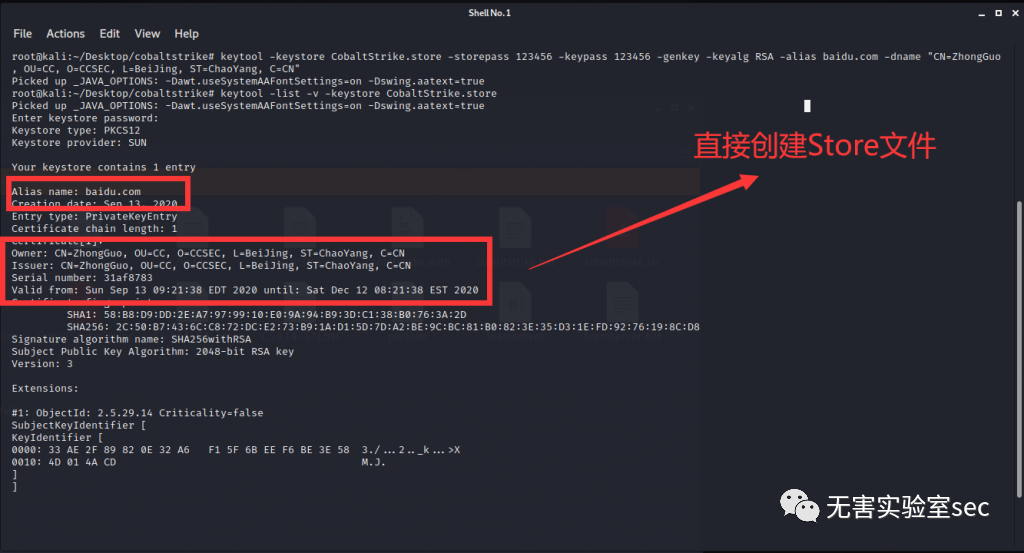 Shell No.1
File Actions Edit View Help
root@kali:~/Desktop/cobaltstrike# keytool -keystore CobaltStrike.store -storepass 123456 -keypass 123456 -genkey -keyalg RSA -alias baidu.com -dname "CN=ZhongGuo
, OU=CC, O=CCSEC, L=BeiJing, ST=ChaoYang, C=CN"
Picked up _JAVA_OPTIONS: -Dawt.useSystemAAFontSettings=on -Dswing.aatext=true
root@kali:~/Desktop/cobaltstrike# keytool -list -v -keystore CobaltStrike.store
Picked up _JAVA_OPTIONS: -Dawt.useSystemAAFontSettings=on -Dswing.aatext=true
Enter keystore password:
Keystore type: PKCS12
Keystore provider: SUN
直接创建Store文件
Your keystore contains 1 entry
Alias name: baidu.com
Creation date: Sep 13, 2020
Entry type: PrivateKeyEntry
Certificate chain length: 1
Certificate[1]:
Owner: CN=ZhongGuo, OU=CC, O=CCSEC, L=BeiJing, ST=ChaoYang, C=CN
Issuer: CN=ZhongGuo, OU=CC, O=CCSEC, L=BeiJing, ST=ChaoYang, C=CN
Serial number: 31af8783
Valid from: Sun Sep 13 09:21:38 EDT 2020 until: Sat Dec 12 08:21:38 EST 2020
SHA1: 58:B8:D9:DD:2E:A7:97:99:10:E0:9A:94:B9:3D:C1:38:B0:76:3A:2D
SHA256: 2C:50:B7:43:6C:C8:72:DC:E2:73:B9:1A:D1:5D:7D:A2:BE:9C:BC:81:B0:82:3E:35:D3:1E:FD:92:76:19:8C:D8
Signature algorithm name: SHA256withRSA
Subject Public Key Algorithm: 2048-bit RSA key
Version: 3
Extensions:
#1: ObjectId: 2.5.29.14 Criticality=false
SubjectKeyIdentifier [
KeyIdentifier [
0000: 33 AE 2F 89 82 0E 32 A6 F1 5F 6B EE F6 BE 3E 58 3./...2.._k...>X
0010: 4D 01 4A CD M.J.
]
]
无害实验室sec